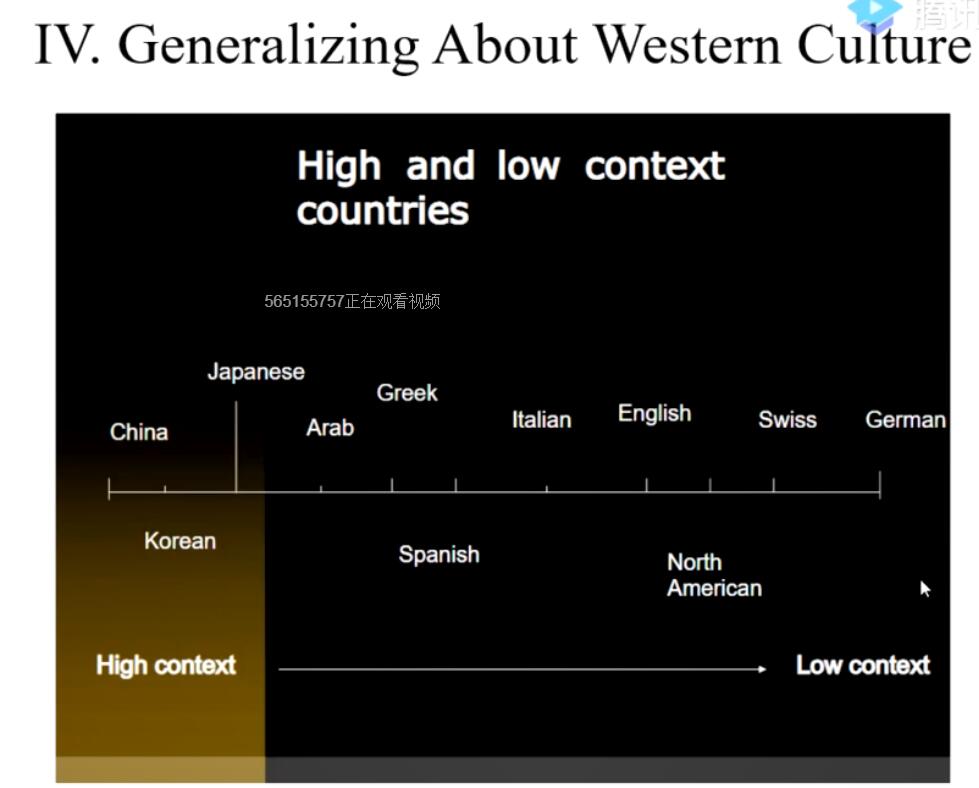 腾讯
IV. Generalizing About Western Culture
High and low context
countries
565155757正在观看视频
Japanese
Greek
China
Arab
Italian
English
Swiss
German
Korean
Spanish
North
American
High context
Low context